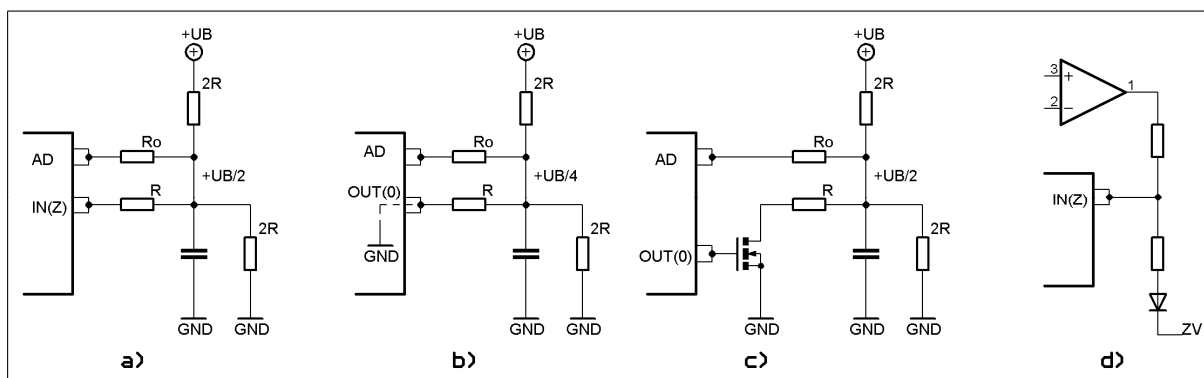 +UB
2R
AD
Ro
+UB/2
IN(Z)
R
2R
GND
GND
a)
+UB
2R
AD
Ro
+UB/4
OUT(0)
R
2R
GND
GND
GND
b)
+UB
2R
AD
Ro
+UB/2
R
2R
OUT(0)
GND
GND
GND
c)
3
+
1
2
-
IN(Z)
ZV
d)